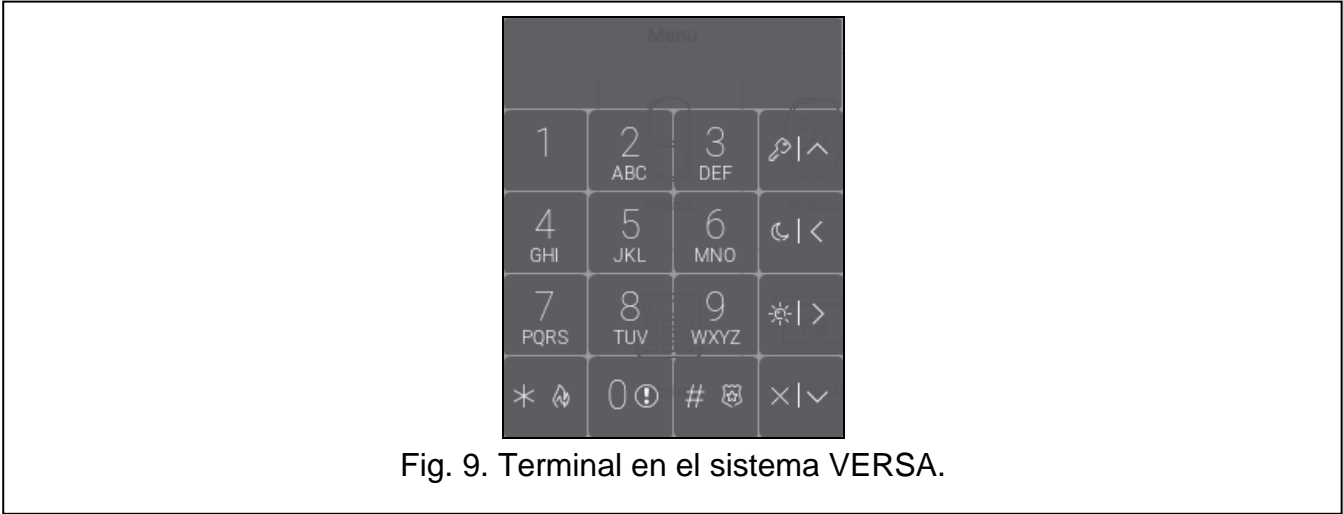 Menu
1 2 3
ABC DEF
4 5 6
GHI JKL MNO
7 8 9
PQRS TUV WXYZ
* 0 #
Fig. 9. Terminal en el sistema VERSA.